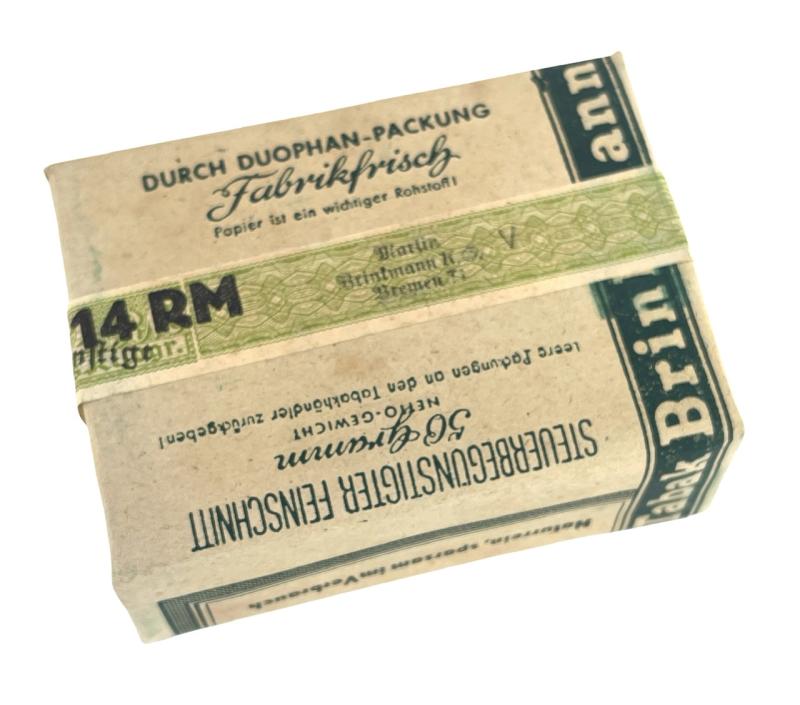 DURCH DUOPHAN-PACKUNG
Fabrikfrisch
Papier ist ein wichtiger Rohstoff!
14 RM
Martin
Brinkmann A. G.
Bremen
V
STEUERBEGÜNSTIGTER FEINSCHNITT
50 Gramm
NETTO-GEWICHT
Leere Packungen an den Tabakhändler zurückgeben!
Naturrein, sparsam im Verbrauch
Tabak Brin
ann